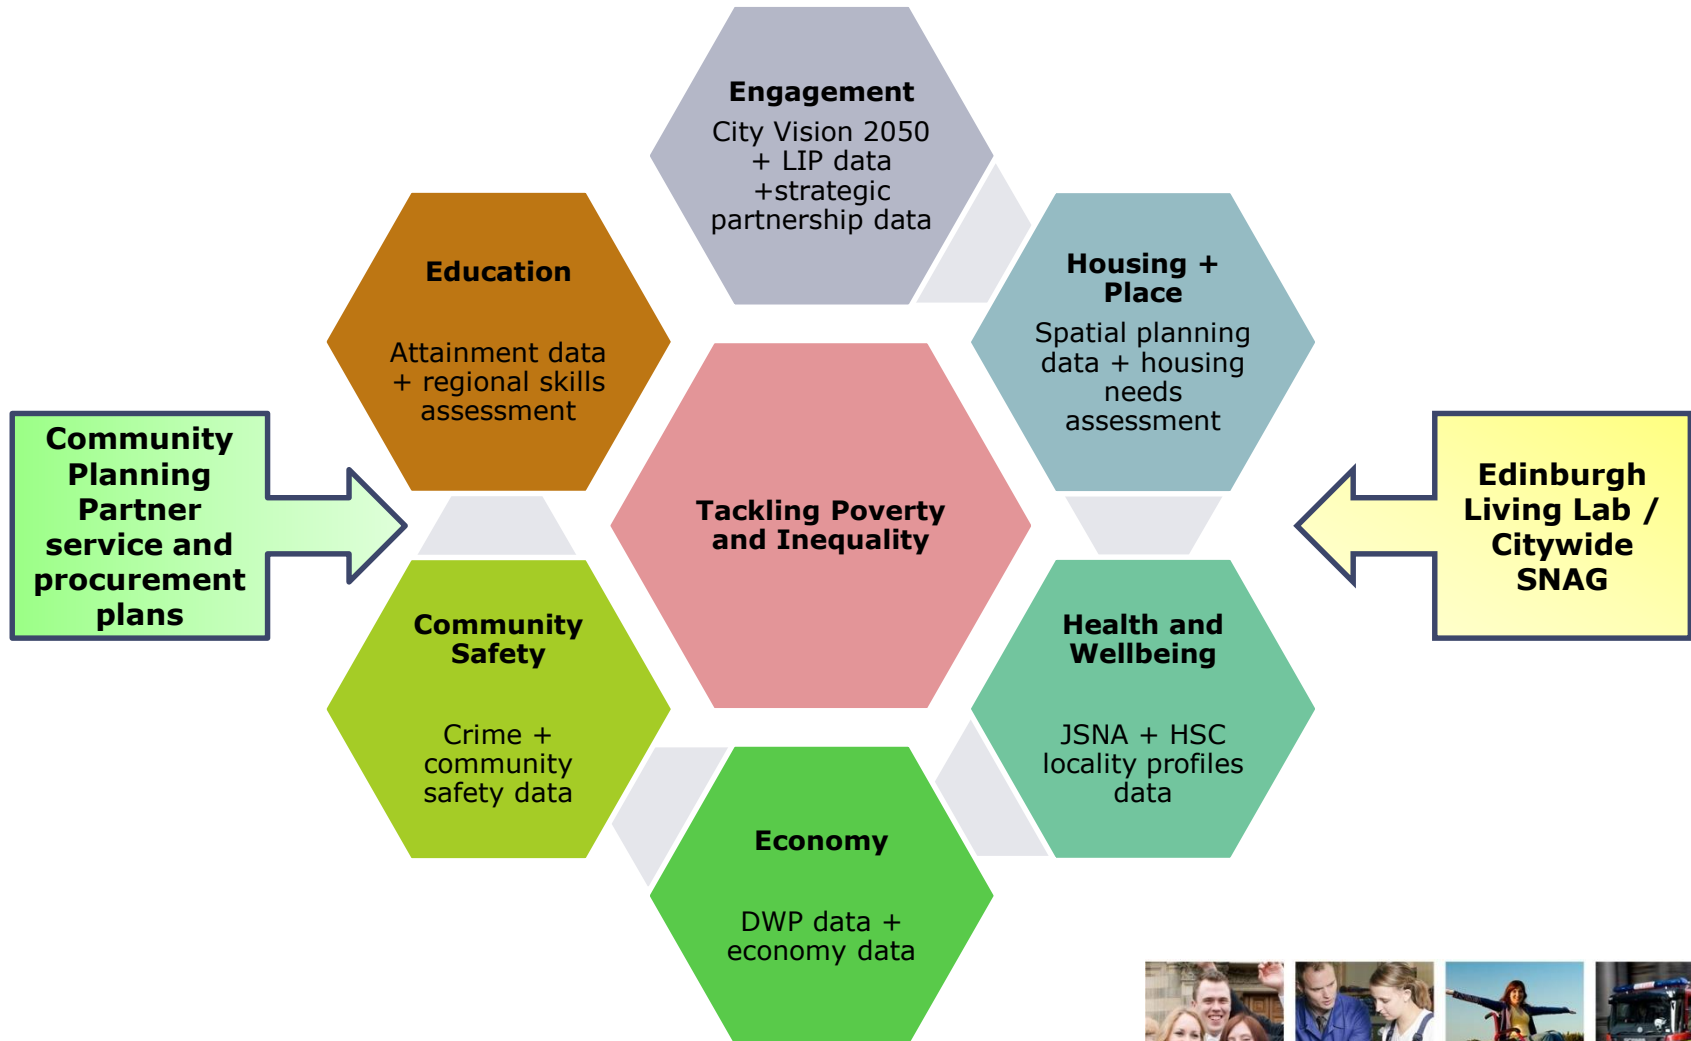 Engagement
City Vision 2050
+ LIP data
+strategic
partnership data
Education
Attainment data
+ regional skills
assessment
Housing +
Place
Spatial planning
data + housing
needs
assessment
Community
Planning
Partner
service and
procurement
plans
Tackling Poverty
and Inequality
Edinburgh
Living Lab /
Citywide
SNAG
Community
Safety
Crime +
community
safety data
Health and
Wellbeing
JSNA + HSC
locality profiles
data
Economy
DWP data +
economy data